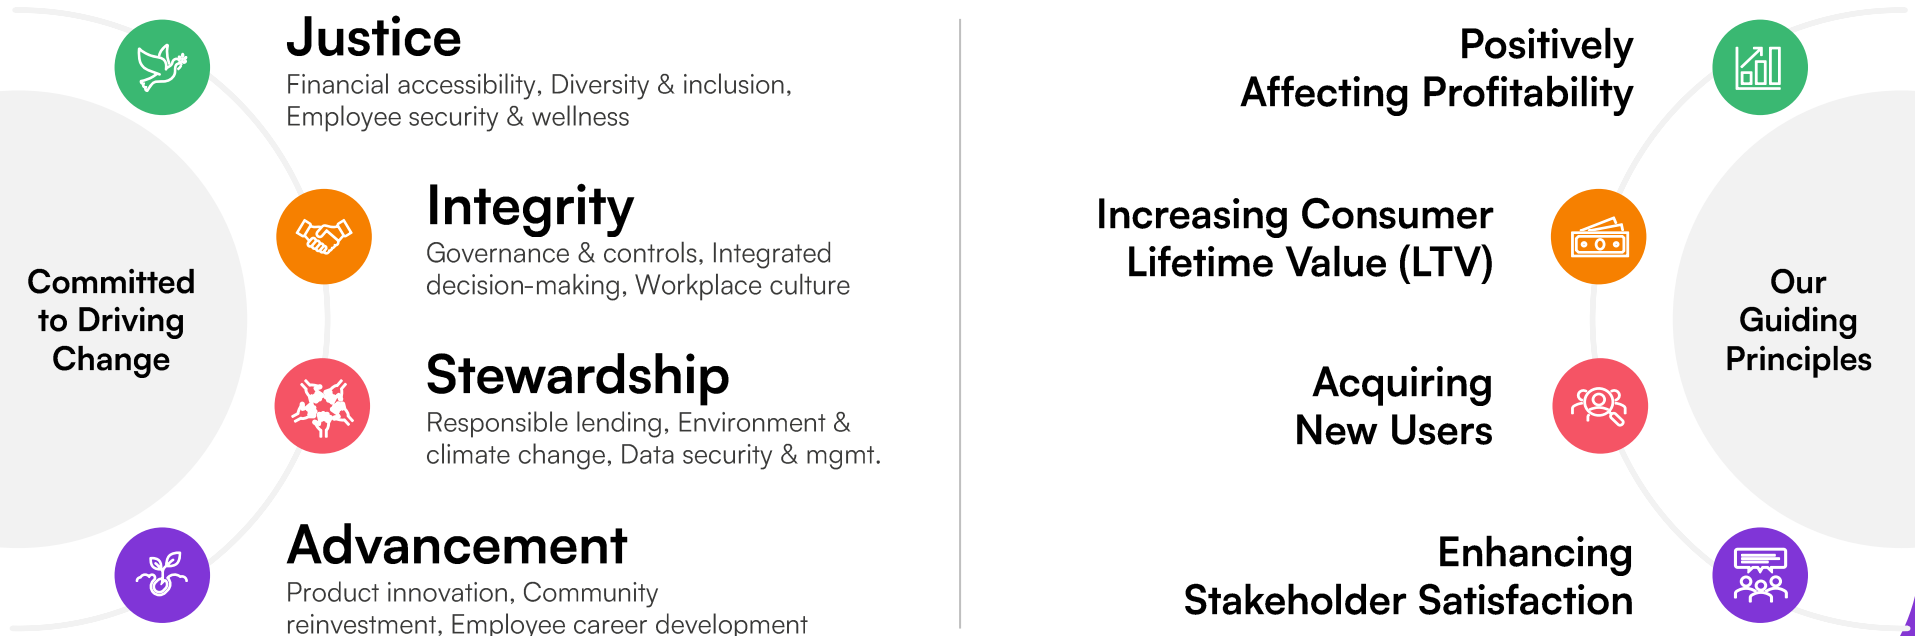 Committed
to Driving
Change
Justice
Financial accessibility, Diversity & inclusion,
Employee security & wellness
Integrity
Governance & controls, Integrated
decision-making, Workplace culture
Stewardship
Responsible lending, Environment &
climate change, Data security & mgmt.
Advancement
Product innovation, Community
reinvestment, Employee career development
Positively
Affecting Profitability
Increasing Consumer
Lifetime Value (LTV)
Acquiring
New Users
Enhancing
Stakeholder Satisfaction
Our
Guiding
Principles